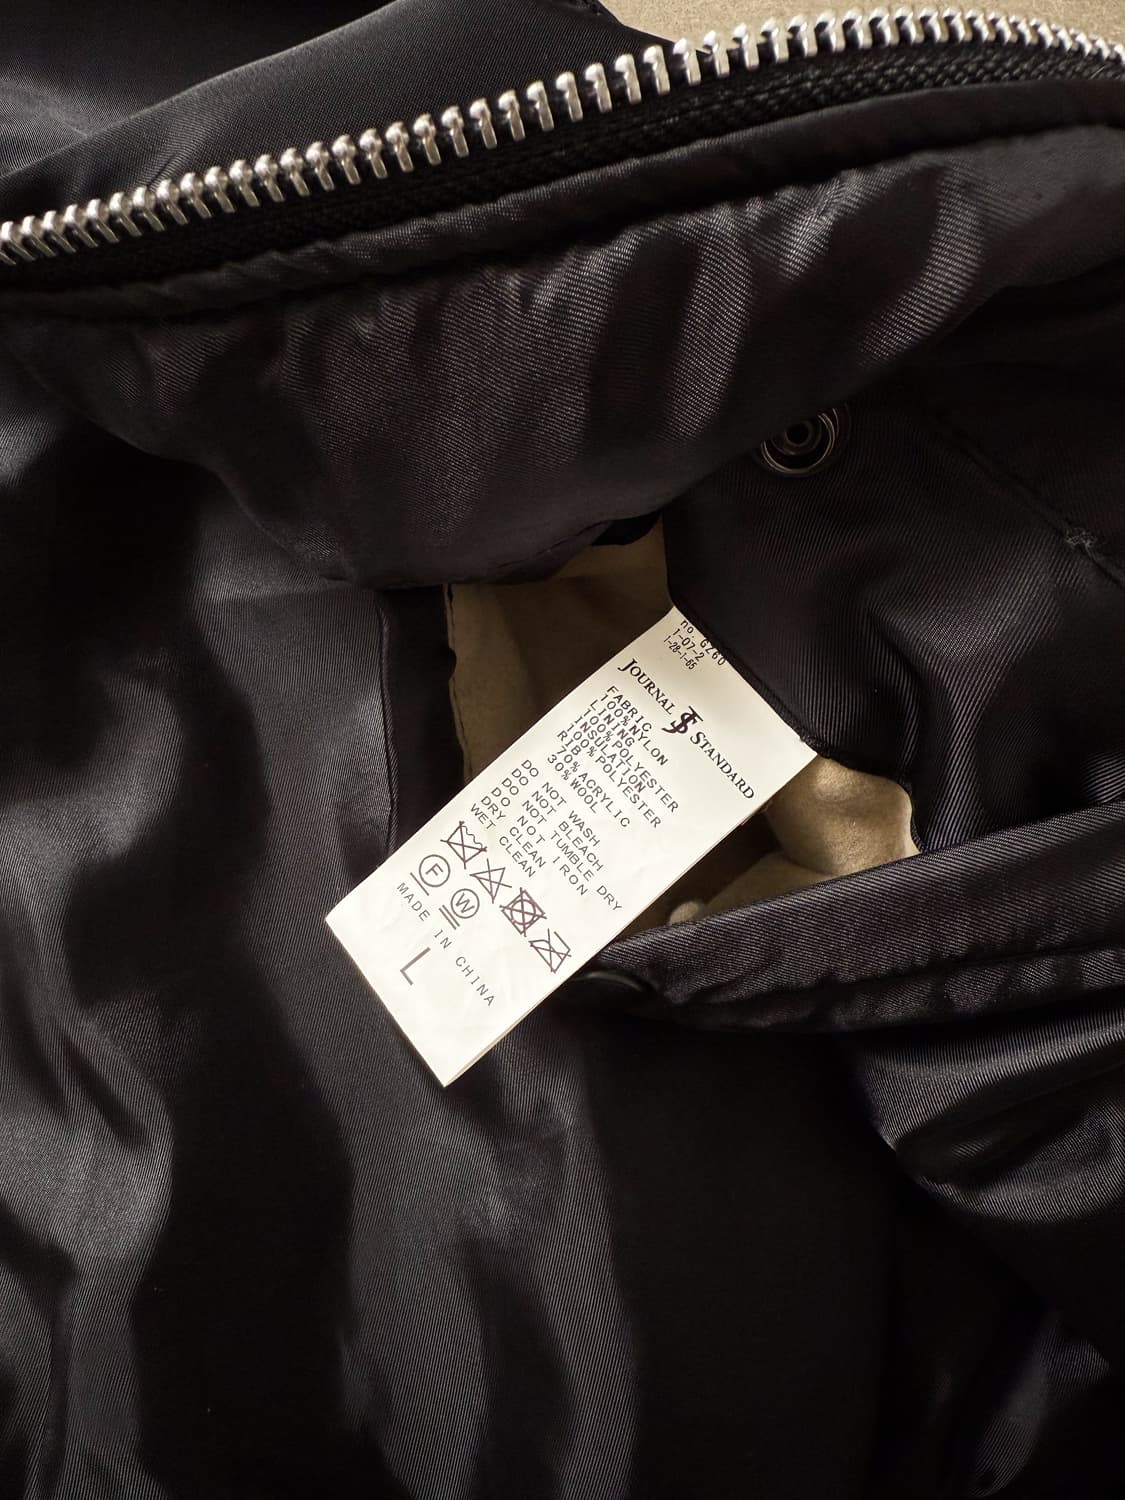 no. 6260
1-07-2
1-28-1-65
JOURNAL JS STANDARD
FABRIC
100%NYLON
LINING
100%POLYESTER
INSULATION
100%POLYESTER
RIB
70%ACRYLIC
30%WOOL
DO NOT WASH
DO NOT BLEACH
DO NOT TUMBLE DRY
DO NOT IRON
DRY CLEAN
WET CLEAN
F W
MADE IN CHINA
L